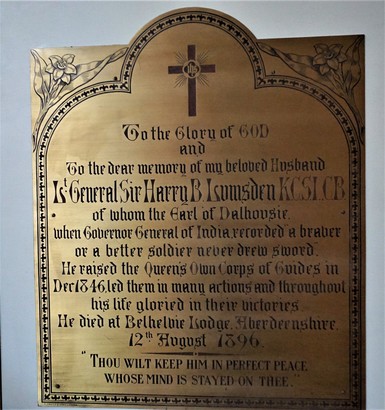 IHS
To the Glory of GOD
and
To the dear memory of my beloved Husband
Lt. General Sir Harry B. Lumsden K.C.S.I., C.B.
of whom the Earl of Dalhousie.
when Governor General of India recorded a braver
or a better soldier never drew sword.
He raised the Queen's Own Corps of Guides in
Dec 1846, led them in many actions and throughout
his life gloried in their victories.
He died at Belhelvie Lodge, Aberdeenshire.
12th August 1896.
"THOU WILT KEEP HIM IN PERFECT PEACE
WHOSE MIND IS STAYED ON THEE."